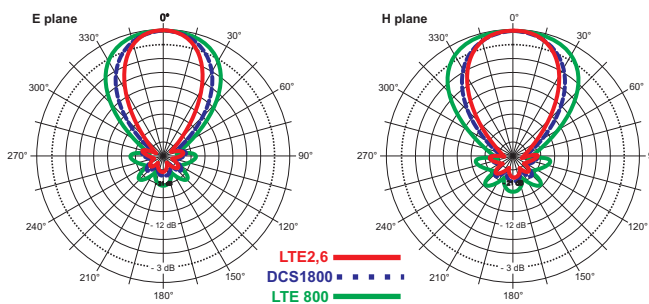 E plane
0°
330°
30°
300°
60°
270°
90°
240°
120°
210°
150°
180°
- 12 dB
- 3 dB
H plane
0°
330°
30°
300°
60°
270°
90°
240°
120°
210°
150°
180°
- 12 dB
- 3 dB
LTE2,6
DCS1800
LTE 800